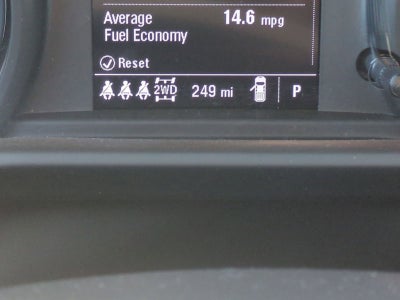 Average 14.6 mpg
Fuel Economy
Reset
2WD 249 mi P